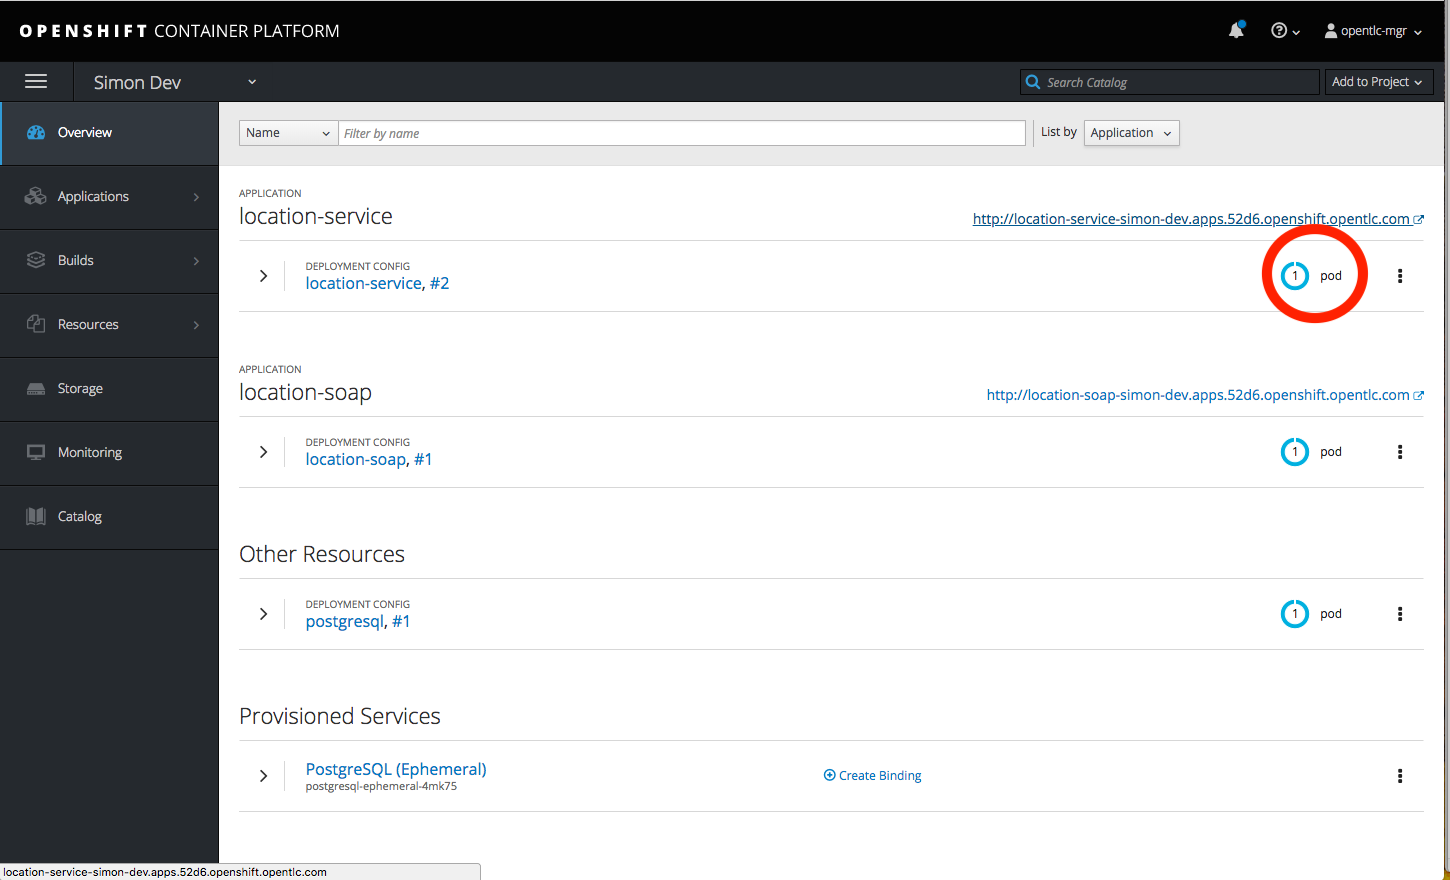 OPENSHIFT CONTAINER PLATFORM
opentlc-mgr
Simon Dev
Search Catalog
Add to Project
Overview
Applications
Builds
Resources
Storage
Monitoring
Catalog
Name
Filter by name
List by
Application
APPLICATION
location-service
http://location-service-simon-dev.apps.52d6.openshift.opentlc.com
DEPLOYMENT CONFIG
location-service, #2
1 pod
APPLICATION
location-soap
http://location-soap-simon-dev.apps.52d6.openshift.opentlc.com
DEPLOYMENT CONFIG
location-soap, #1
1 pod
Other Resources
DEPLOYMENT CONFIG
postgresql, #1
1 pod
Provisioned Services
PostgreSQL (Ephemeral)
postgresql-ephemeral-4mk75
Create Binding
location-service-simon-dev.apps.52d6.openshift.opentlc.com